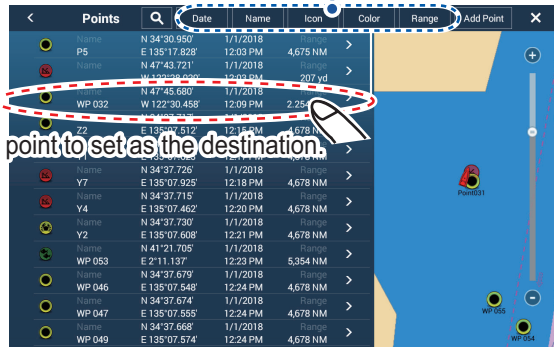 Points Date Name Icon Color Range Add Point
Name N 34°30.950' 1/1/2018 Range
P5 E 135°17.828' 12:03 PM 4,675 NM
Name N 47°43.721' 1/1/2018 Range
12:03 PM 207 yd
Name N 47°45.680' 1/1/2018
WP 032 W 122°30.458' 12:09 PM 2.254
Z2 E 135°07.512' 12:15 PM 4,678 NM
point to set as the destination.
Name N 34°37.726' 1/1/2018 Range
Y7 E 135°07.925' 12:18 PM 4,678 NM
Name N 34°37.715' 1/1/2018 Range
Y4 E 135°07.462' 12:20 PM 4,678 NM
Name N 34°37.730' 1/1/2018 Range
Y2 E 135°07.608' 12:21 PM 4,678 NM
Name N 41°21.705' 1/1/2018 Range
WP 053 E 2°11.137' 12:23 PM 5,354 NM
Name N 34°37.679' 1/1/2018 Range
WP 046 E 135°07.548' 12:24 PM 4,678 NM
Name N 34°37.674' 1/1/2018 Range
WP 047 E 135°07.555' 12:24 PM 4,678 NM
Name N 34°37.668' 1/1/2018 Range
WP 049 E 135°07.574' 12:24 PM 4,678 NM
Point031
WP 055
WP 054